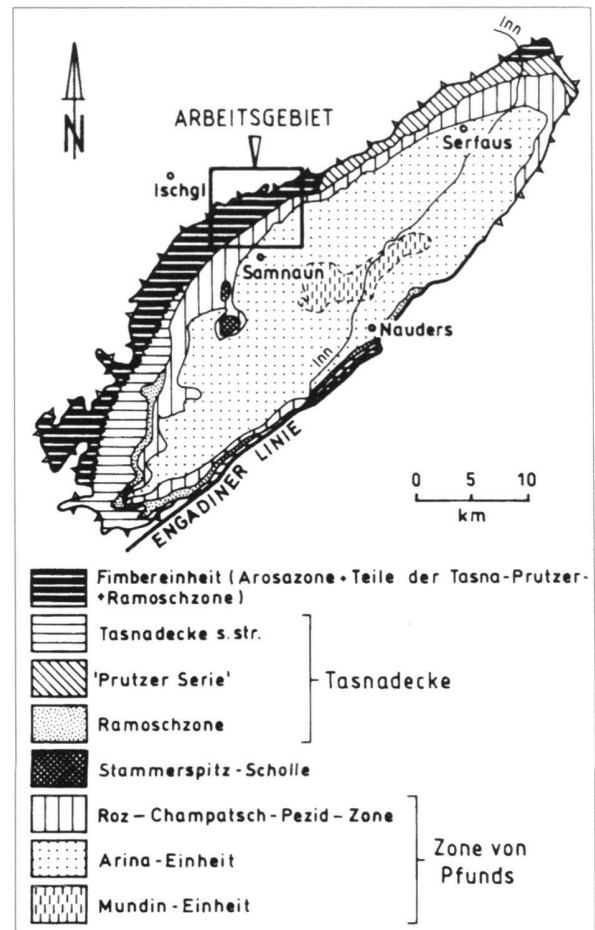 Inn
N
ARBEITSGEBIET
Serfaus
Ischgl
Samnaun
Nauders
Inn
ENGADINER LINIE
0 5 10
km
Fimbereinheit (Arosazone + Teile der Tasna-Prutzer-
+Ramoschzone)
Tasnadecke s.str.
'Prutzer Serie'
Tasnadecke
Ramoschzone
Stammerspitz-Scholle
Roz-Champatsch-Pezid-Zone
Arina-Einheit
Zone von
Pfunds
Mundin-Einheit